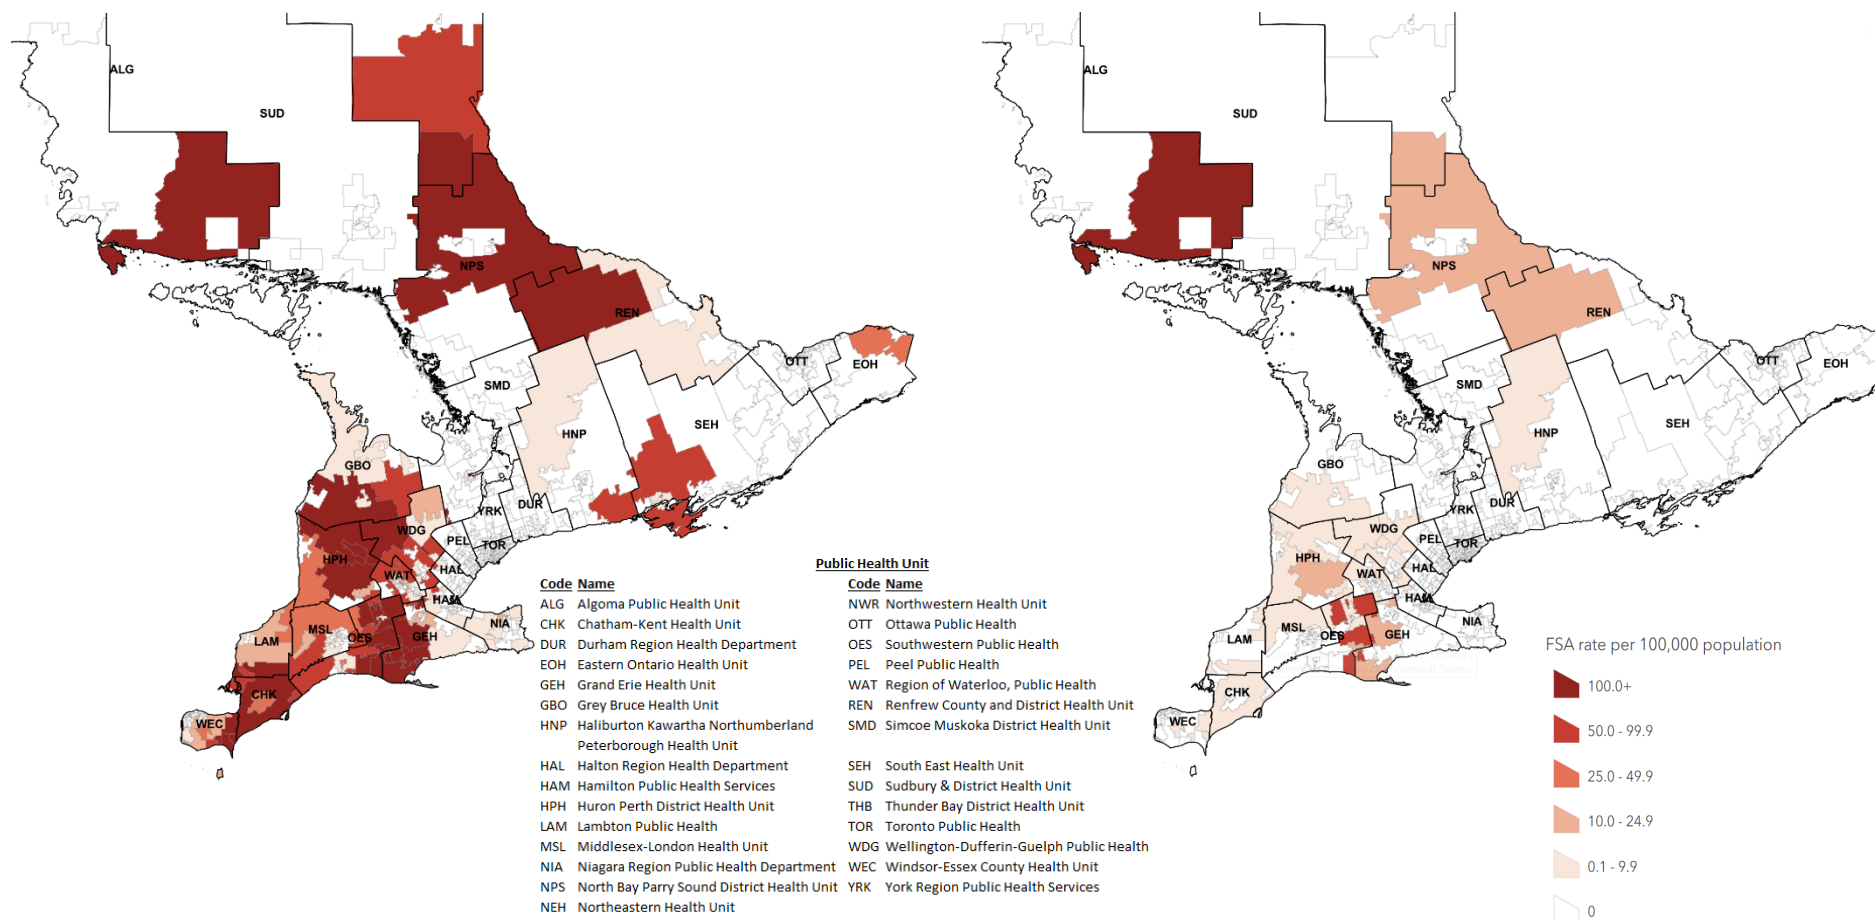 ALG
SUD
NPS
REN
OTT
EOH
SMD
SEH
HNP
GBO
DUR
YRK
WDG
PEL
TOR
HPH
HAL
WAT
HAM
MSL
OES
GEH
NIA
LAM
CHK
WEC
ALG
SUD
NPS
REN
OTT
EOH
SMD
SEH
HNP
GBO
DUR
YRK
WDG
PEL
TOR
HPH
HAL
WAT
HAM
MSL
OES
GEH
NIA
LAM
CHK
WEC
Public Health Unit
Code Name
ALG Algoma Public Health Unit
CHK Chatham-Kent Health Unit
DUR Durham Region Health Department
EOH Eastern Ontario Health Unit
GEH Grand Erie Health Unit
GBO Grey Bruce Health Unit
HNP Haliburton Kawartha Northumberland
Peterborough Health Unit
HAL Halton Region Health Department
HAM Hamilton Public Health Services
HPH Huron Perth District Health Unit
LAM Lambton Public Health
MSL Middlesex-London Health Unit
NIA Niagara Region Public Health Department
NPS North Bay Parry Sound District Health Unit
NEH Northeastern Health Unit
Code Name
NWR Northwestern Health Unit
OTT Ottawa Public Health
OES Southwestern Public Health
PEL Peel Public Health
WAT Region of Waterloo, Public Health
REN Renfrew County and District Health Unit
SMD Simcoe Muskoka District Health Unit
SEH South East Health Unit
SUD Sudbury & District Health Unit
THB Thunder Bay District Health Unit
TOR Toronto Public Health
WDG Wellington-Dufferin-Guelph Public Health
WEC Windsor-Essex County Health Unit
YRK York Region Public Health Services
FSA rate per 100,000 population
100.0+
50.0 - 99.9
25.0 - 49.9
10.0 - 24.9
0.1 - 9.9
0